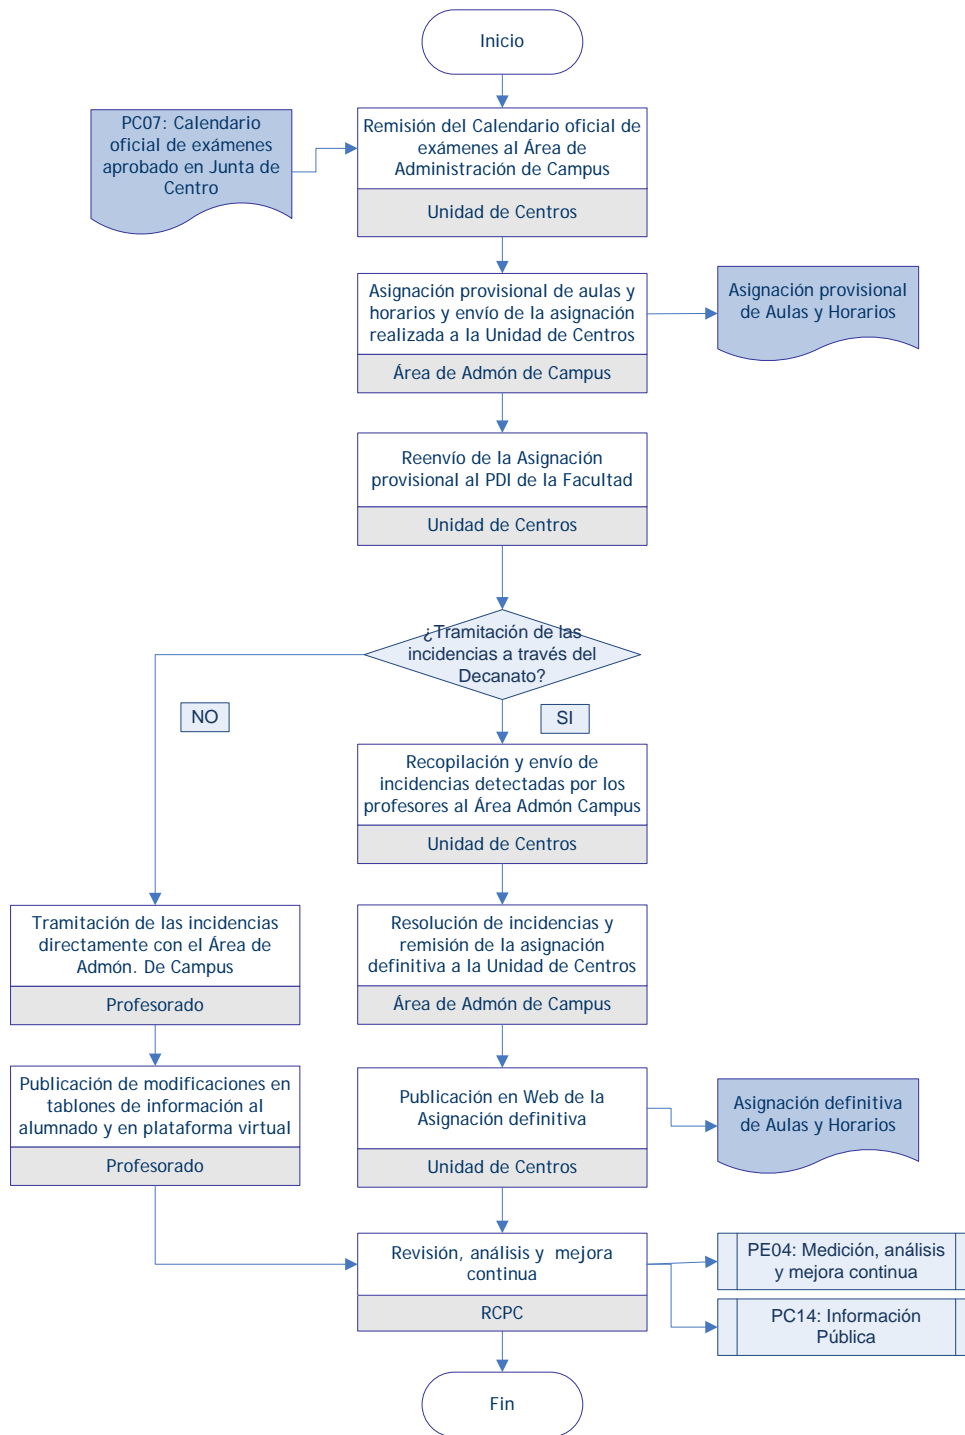 Inicio
PC07: Calendario
oficial de exámenes
aprobado en Junta de
Centro
Remisión del Calendario oficial de
exámenes al Área de
Administración de Campus
Unidad de Centros
Asignación provisional de aulas y
horarios y envío de la asignación
realizada a la Unidad de Centros
Área de Admón de Campus
Asignación provisional
de Aulas y Horarios
Reenvío de la Asignación
provisional al PDI de la Facultad
Unidad de Centros
¿Tramitación de las
incidencias a través del
Decanato?
NO
SI
Recopilación y envío de
incidencias detectadas por los
profesores al Área Admón Campus
Unidad de Centros
Tramitación de las incidencias
directamente con el Área de
Admón. De Campus
Profesorado
Resolución de incidencias y
remisión de la asignación
definitiva a la Unidad de Centros
Área de Admón de Campus
Publicación de modificaciones en
tablones de información al
alumnado y en plataforma virtual
Profesorado
Publicación en Web de la
Asignación definitiva
Unidad de Centros
Asignación definitiva
de Aulas y Horarios
Revisión, análisis y mejora
continua
RCPC
PE04: Medición, análisis
y mejora continua
PC14: Información
Pública
Fin